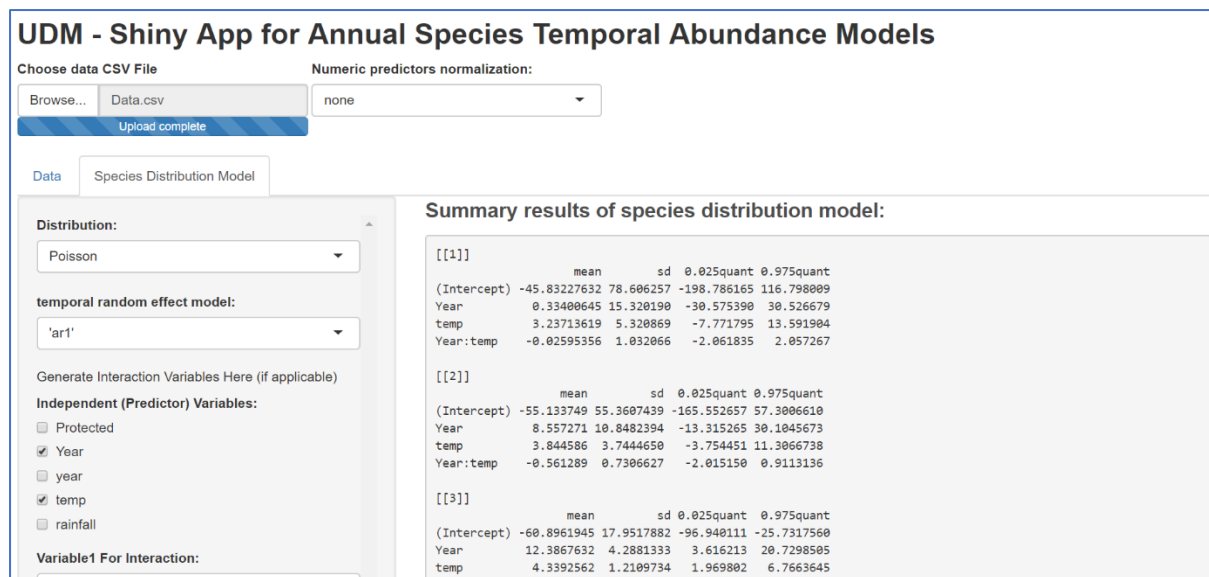 UDM - Shiny App for Annual Species Temporal Abundance Models
Choose data CSV File
Numeric predictors normalization:
Browse... Data.csv
none
Upload complete
Data
Species Distribution Model
Distribution:
Poisson
temporal random effect model:
'ar1'
Generate Interaction Variables Here (if applicable)
Independent (Predictor) Variables:
Protected
Year
year
temp
rainfall
Variable1 For Interaction:
Summary results of species distribution model:
[[1]]
mean sd 0.025quant 0.975quant
(Intercept) -45.83227632 78.606257 -198.786165 116.798009
Year 0.33400645 15.320190 -30.575390 30.526679
temp 3.23713619 5.320869 -7.771795 13.591904
Year:temp -0.02595356 1.032066 -2.061835 2.057267
[[2]]
mean sd 0.025quant 0.975quant
(Intercept) -55.133749 55.3607439 -165.552657 57.3006610
Year 8.557271 10.8482394 -13.315265 30.1045673
temp 3.844586 3.7444650 -3.754451 11.3066738
Year:temp -0.561289 0.7306627 -2.015150 0.9113136
[[3]]
mean sd 0.025quant 0.975quant
(Intercept) -60.8961945 17.9517882 -96.940111 -25.7317560
Year 12.3867632 4.2881333 3.616213 20.7298505
temp 4.3392562 1.2109734 1.969802 6.7663645